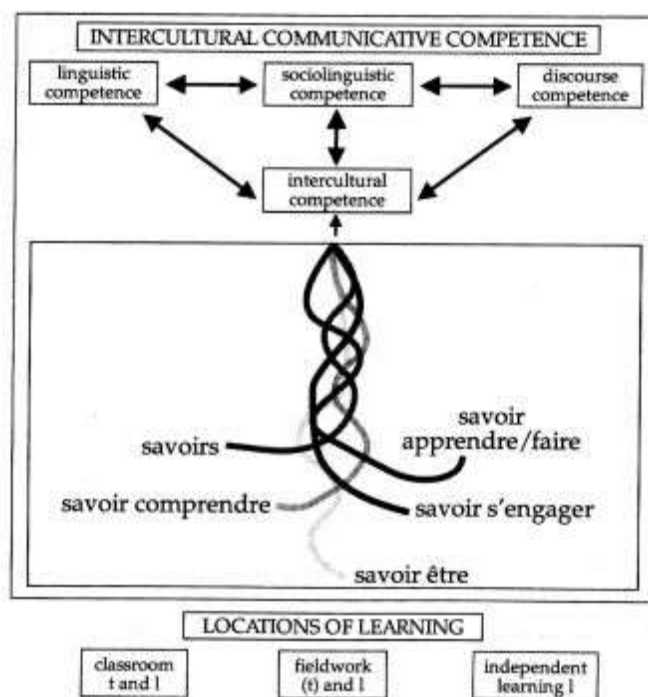 INTERCULTURAL COMMUNICATIVE COMPETENCE
linguistic
competence
sociolinguistic
competence
discourse
competence
intercultural
competence
savoirs
savoir
apprendre/faire
savoir comprendre
savoir s'engager
savoir être
LOCATIONS OF LEARNING
classroom
t and l
fieldwork
(t) and l
independent
learning l